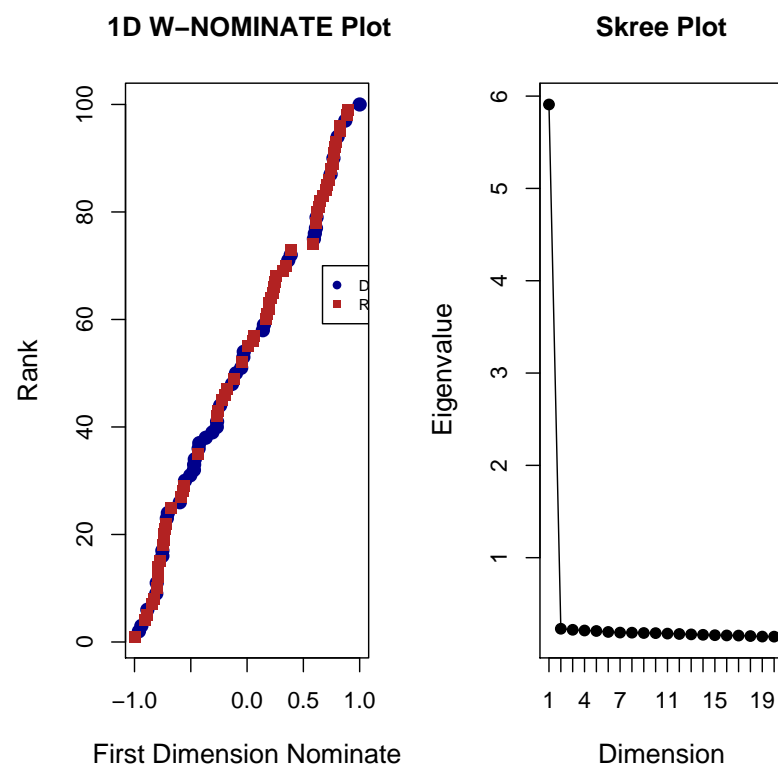 1D W−NOMINATE Plot
Rank
100
80
60
40
20
0
D
R
−1.0 0.0 0.5 1.0
First Dimension Nominate
Skree Plot
Eigenvalue
6
5
4
3
2
1
1 4 7 11 15 19
Dimension